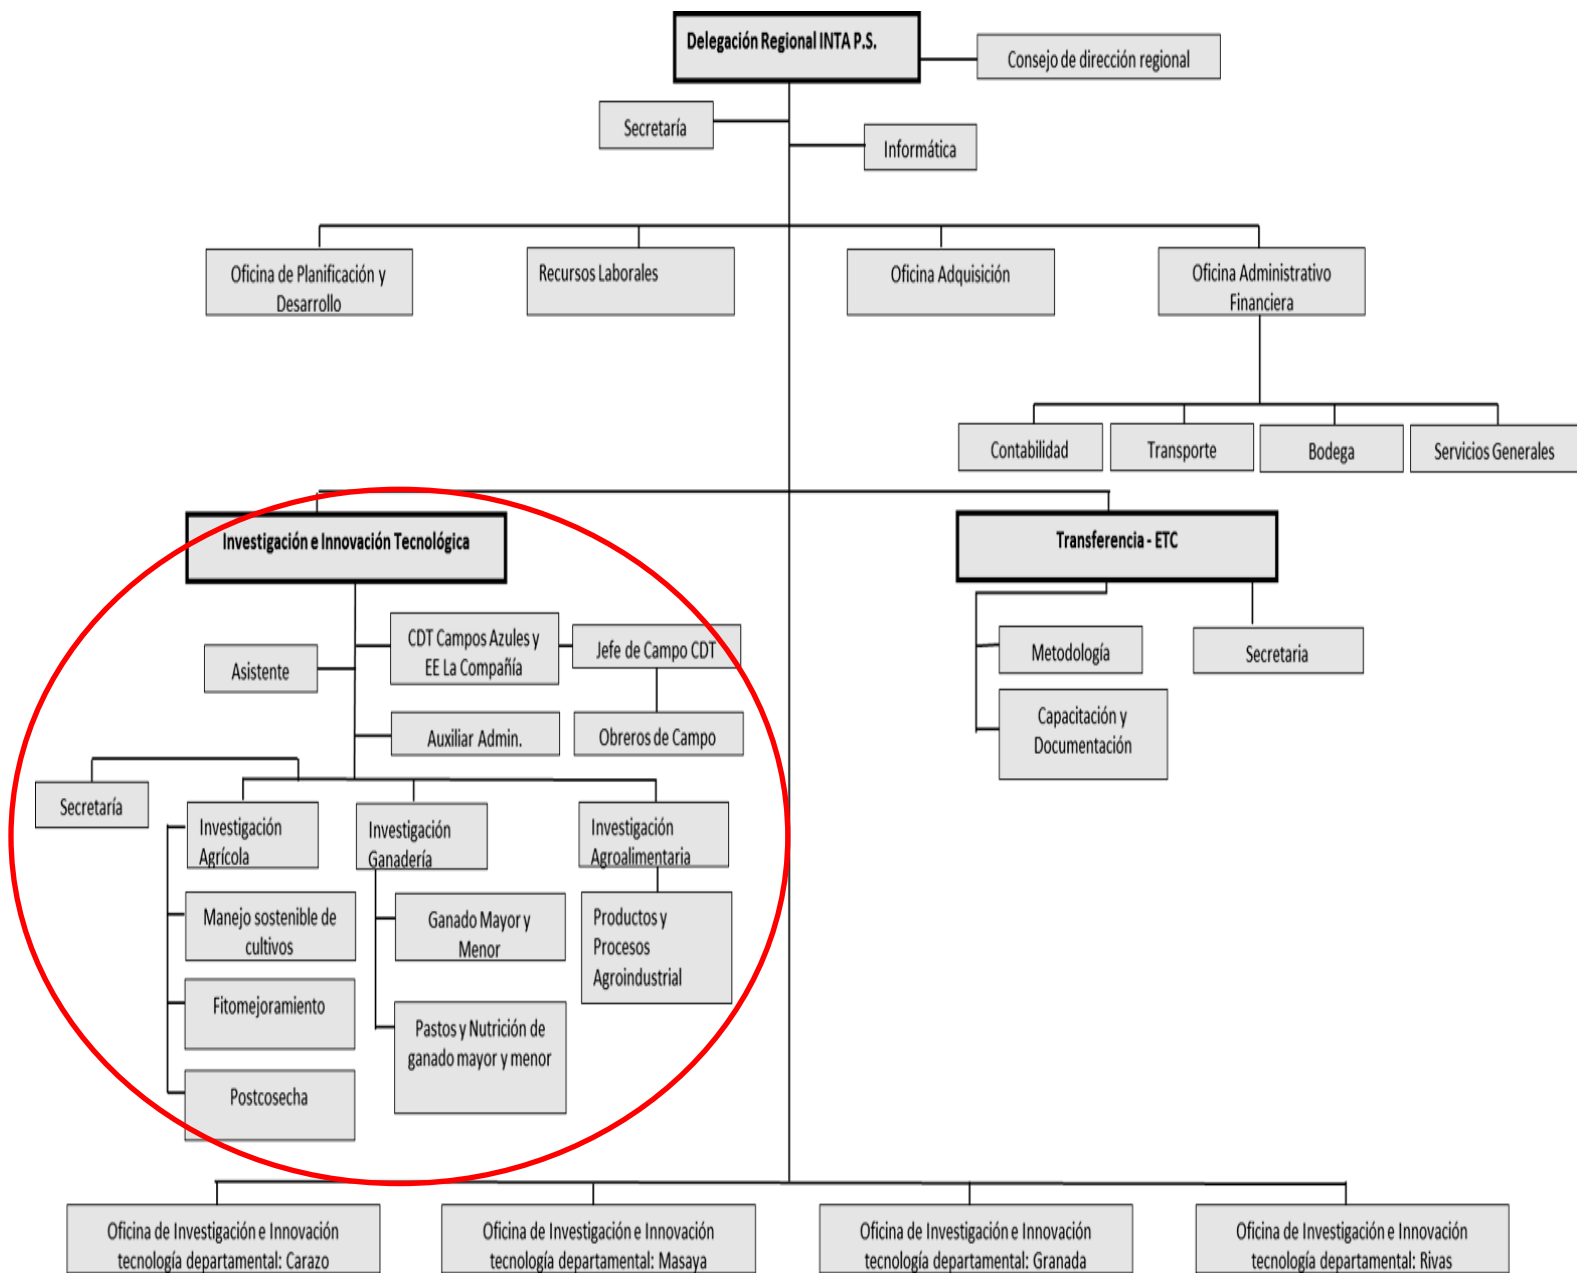 Delegación Regional INTA P.S.
Consejo de dirección regional
Secretaría
Informática
Oficina de Planificación y
Desarrollo
Recursos Laborales
Oficina Adquisición
Oficina Administrativo
Financiera
Contabilidad
Transporte
Bodega
Servicios Generales
Investigación e Innovación Tecnológica
Transferencia - ETC
CDT Campos Azules y
EE La Compañía
Jefe de Campo CDT
Asistente
Auxiliar Admin.
Obreros de Campo
Metodología
Secretaria
Capacitación y
Documentación
Secretaría
Investigación
Agrícola
Investigación
Ganadería
Investigación
Agroalimentaria
Manejo sostenible de
cultivos
Ganado Mayor y
Menor
Productos y
Procesos
Agroindustrial
Fitomejoramiento
Pastos y Nutrición de
ganado mayor y menor
Postcosecha
Oficina de Investigación e Innovación
tecnología departamental: Carazo
Oficina de Investigación e Innovación
tecnología departamental: Masaya
Oficina de Investigación e Innovación
tecnología departamental: Granada
Oficina de Investigación e Innovación
tecnología departamental: Rivas